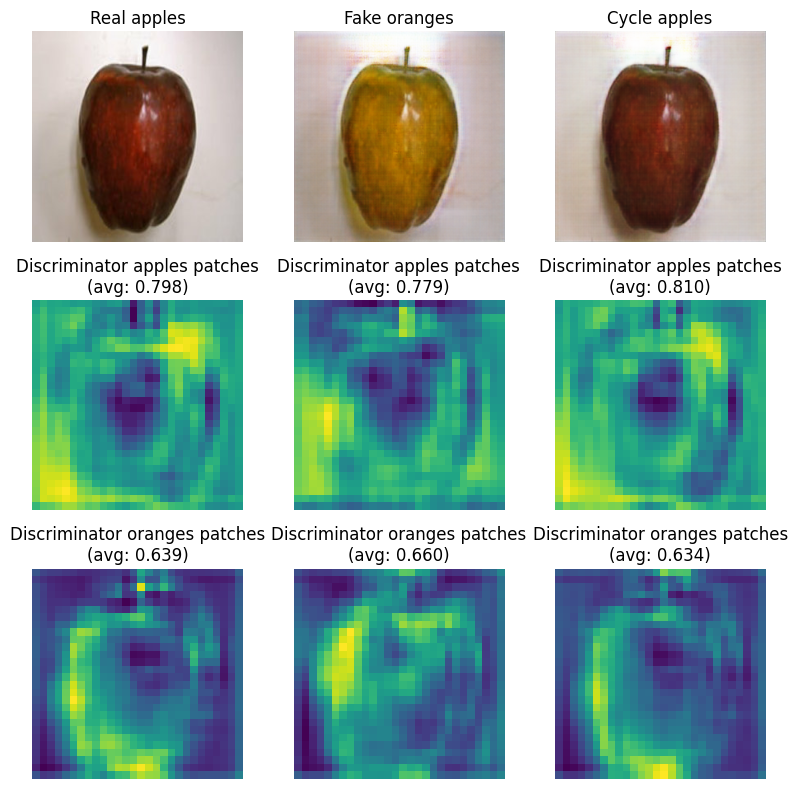 Real apples
Fake oranges
Cycle apples
Discriminator apples patches
(avg: 0.798)
Discriminator apples patches
(avg: 0.779)
Discriminator apples patches
(avg: 0.810)
Discriminator oranges patches
(avg: 0.639)
Discriminator oranges patches
(avg: 0.660)
Discriminator oranges patches
(avg: 0.634)